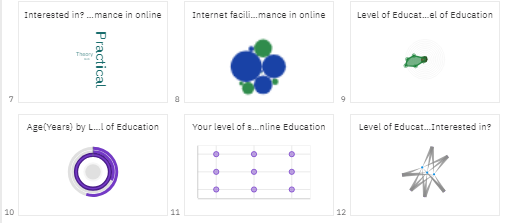 Interested in? ...mance in online
Internet facili...mance in online
Level of Educat...el of Education
Practical
Theory
7
8
9
Age(Years) by L...l of Education
Your level of s...nline Education
Level of Educat...Interested in?
10
11
12